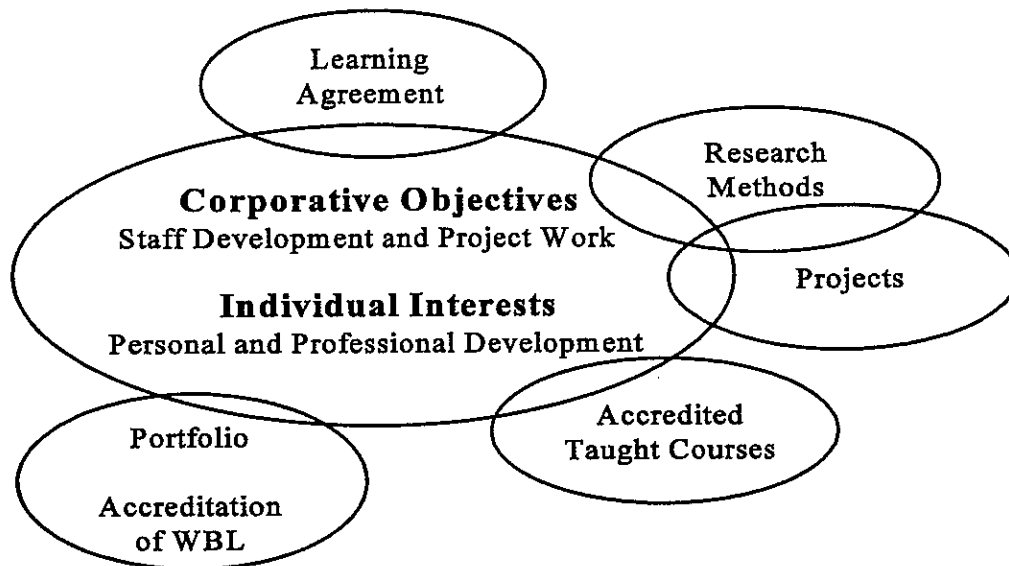 Learning
Agreement
Research
Methods
Corporative Objectives
Staff Development and Project Work
Projects
Individual Interests
Personal and Professional Development
Accredited
Taught Courses
Portfolio
Accreditation
of WBL